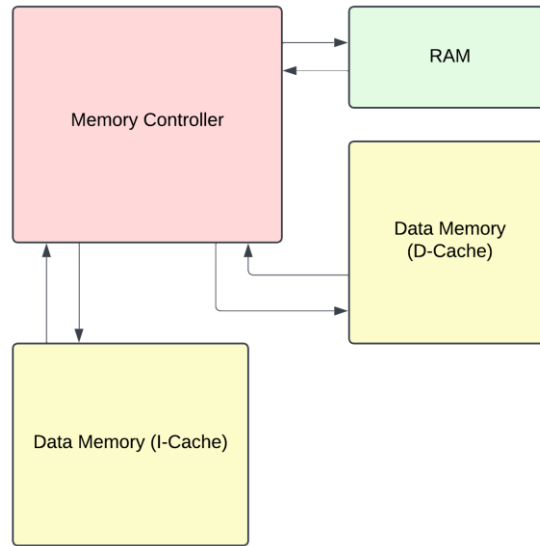 RAM
Memory Controller
Data Memory
(D-Cache)
Data Memory (I-Cache)